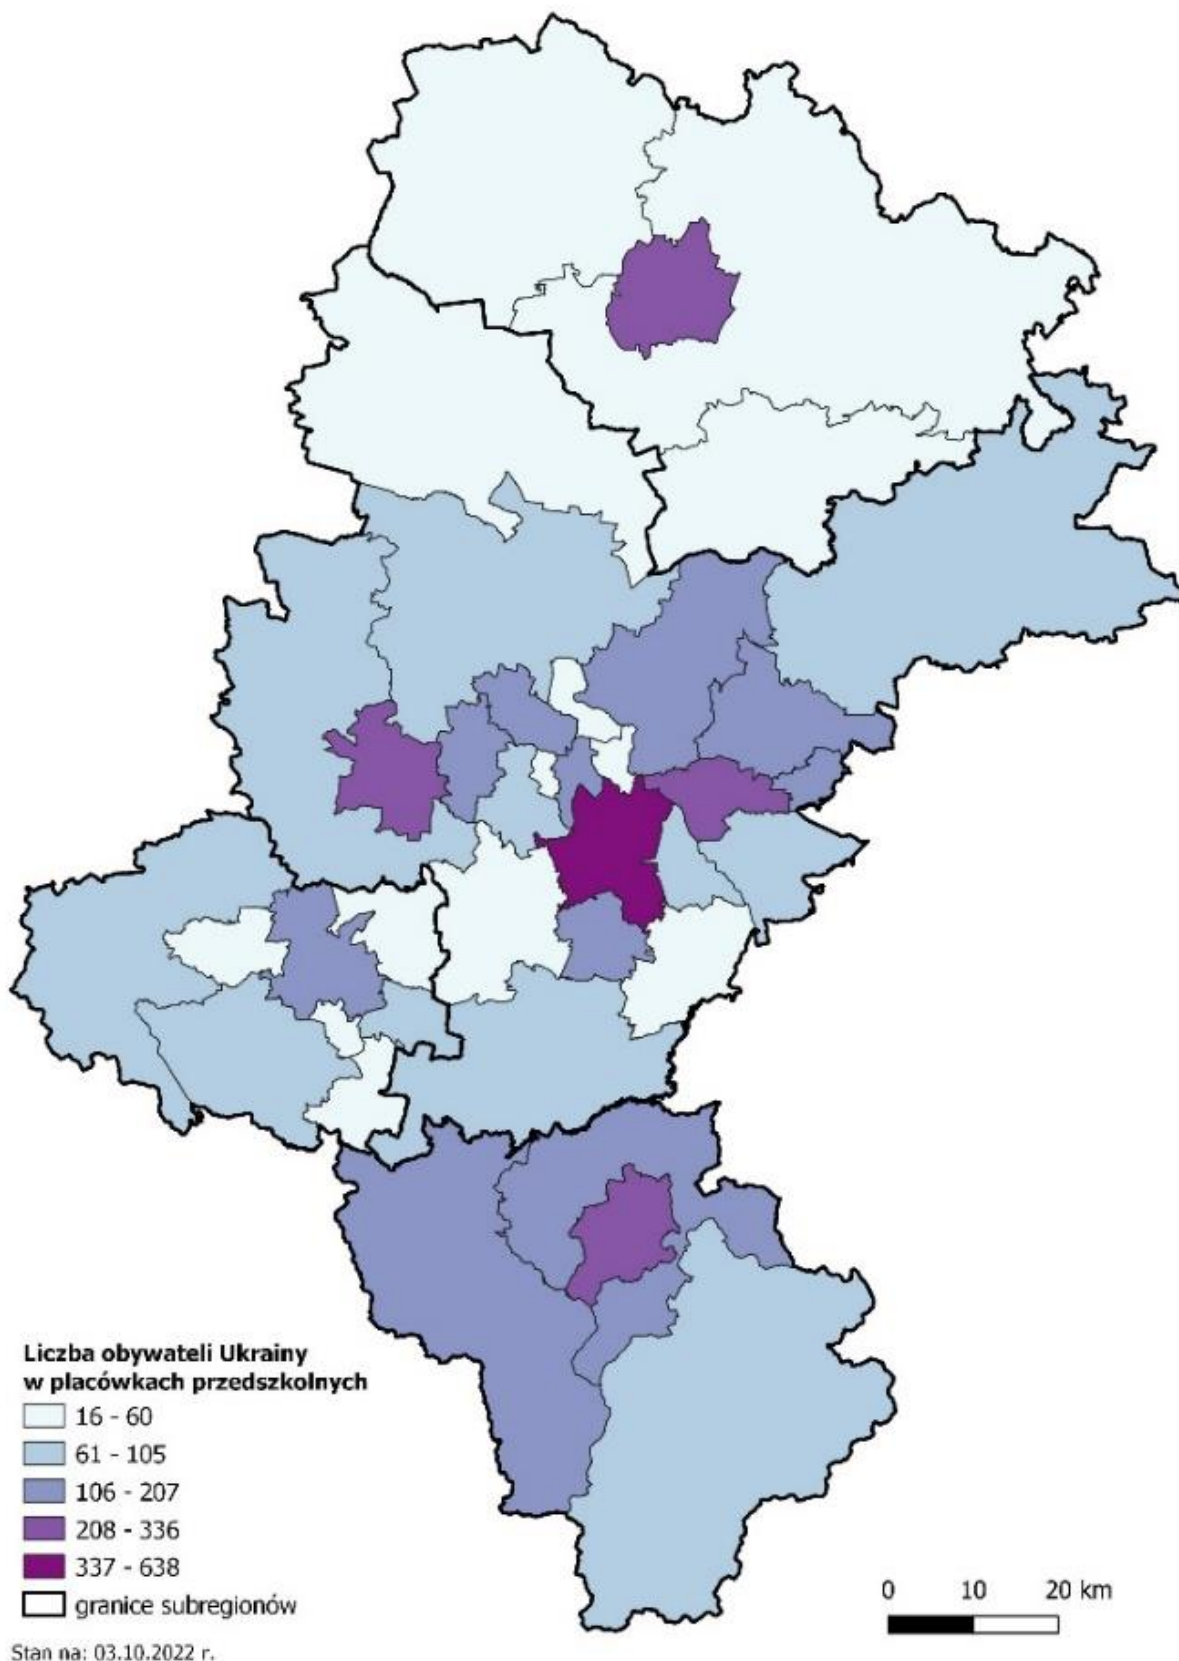 Liczba obywateli Ukrainy
w placówkach przedszkolnych
16 - 60
61 - 105
106 - 207
208 - 336
337 - 638
granice subregionów
0 10 20 km
Stan na: 03.10.2022 r.